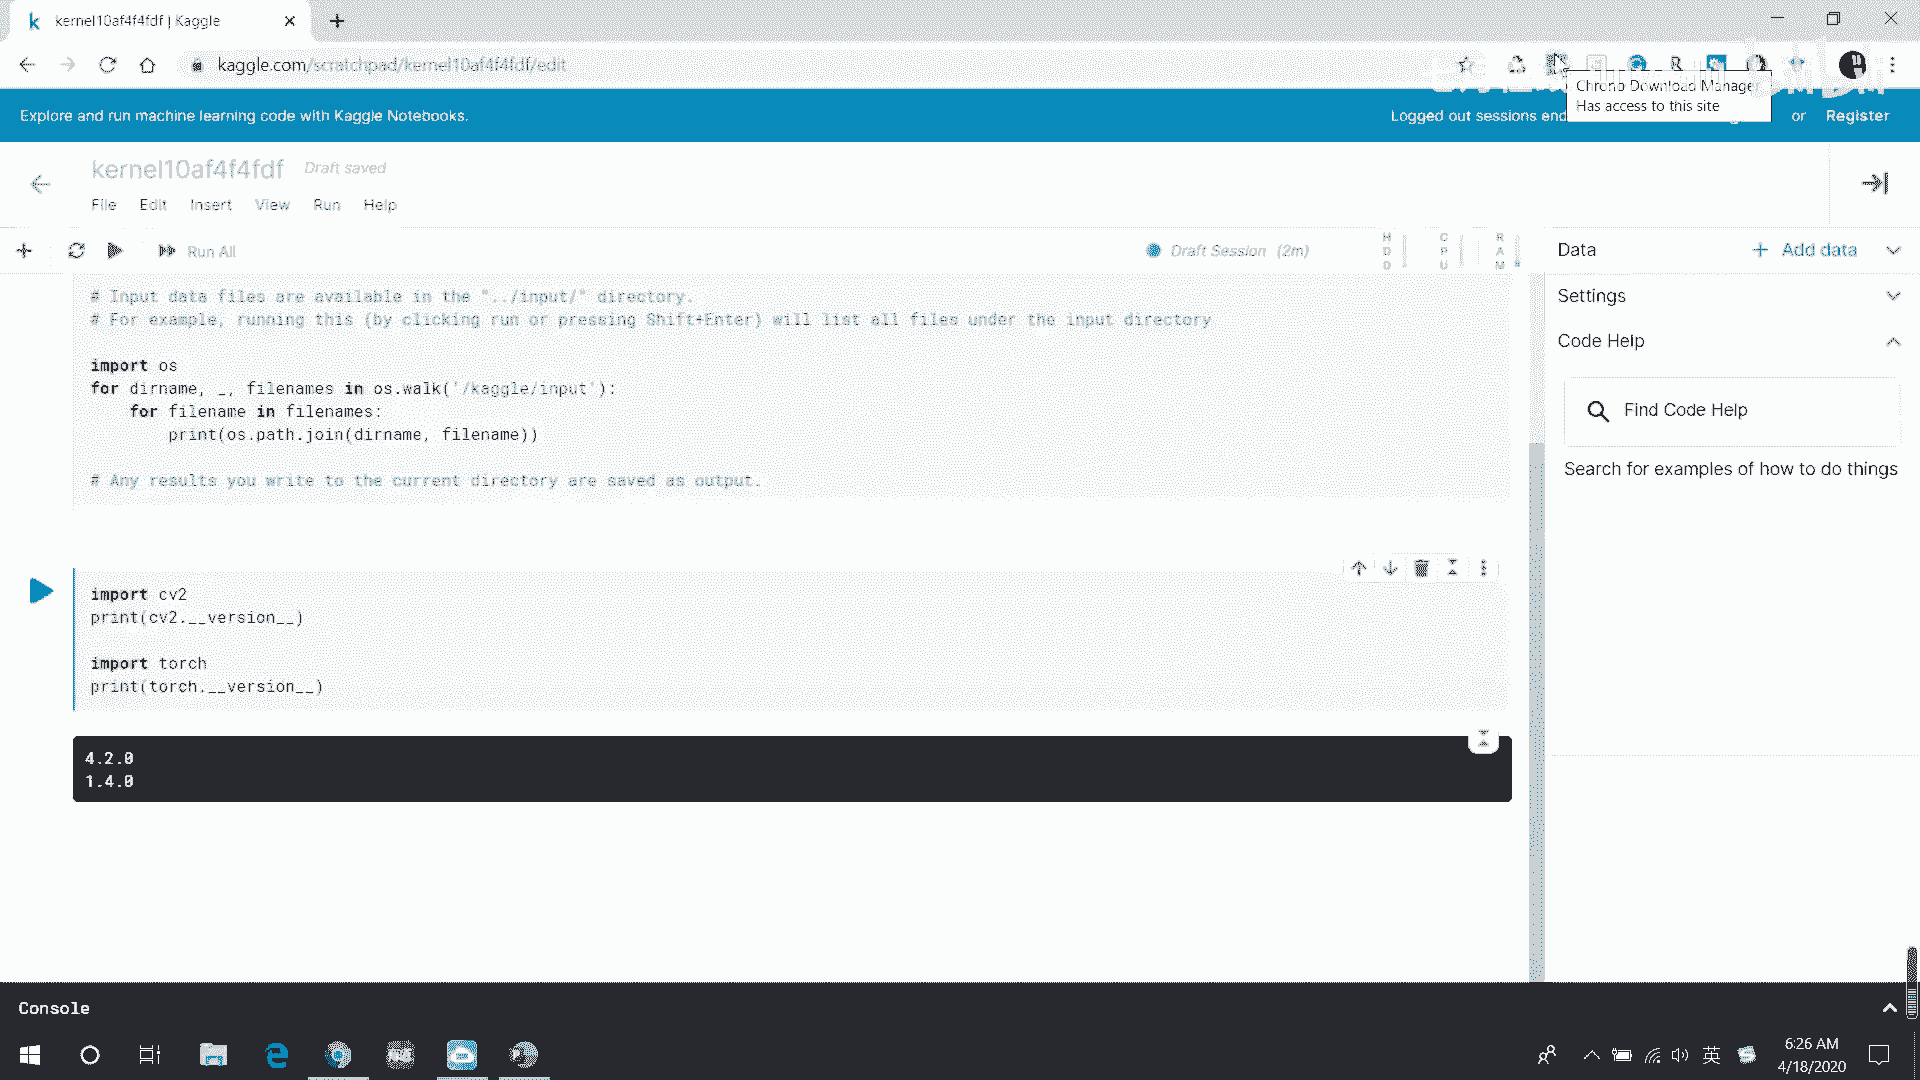 kernel10af4f4fdf | Kaggle
kaggle.com/scratchpad/kernel10af4f4fdf/edit
Chrono Download Manager
Has access to this site
Explore and run machine learning code with Kaggle Notebooks.
Logged out sessions end
or Register
kernel10af4f4fdf Draft saved
File Edit Insert View Run Help
Run All
Draft Session (2m)
HDD
CPU
RAM
Data
Add data
Settings
Code Help
Find Code Help
Search for examples of how to do things
# Input data files are available in the "../input/" directory.
# For example, running this (by clicking run or pressing Shift+Enter) will list all files under the input directory
import os
for dirname, _, filenames in os.walk('/kaggle/input'):
    for filename in filenames:
        print(os.path.join(dirname, filename))
# Any results you write to the current directory are saved as output.
import cv2
print(cv2.__version__)
import torch
print(torch.__version__)
4.2.0
1.4.0
Console
英
6:26 AM
4/18/2020